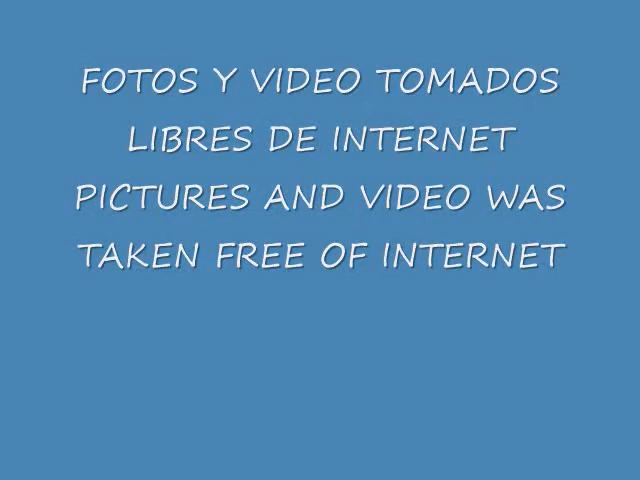 FOTOS Y VIDEO TOMADOS
LIBRES DE INTERNET
PICTURES AND VIDEO WAS
TAKEN FREE OF INTERNET